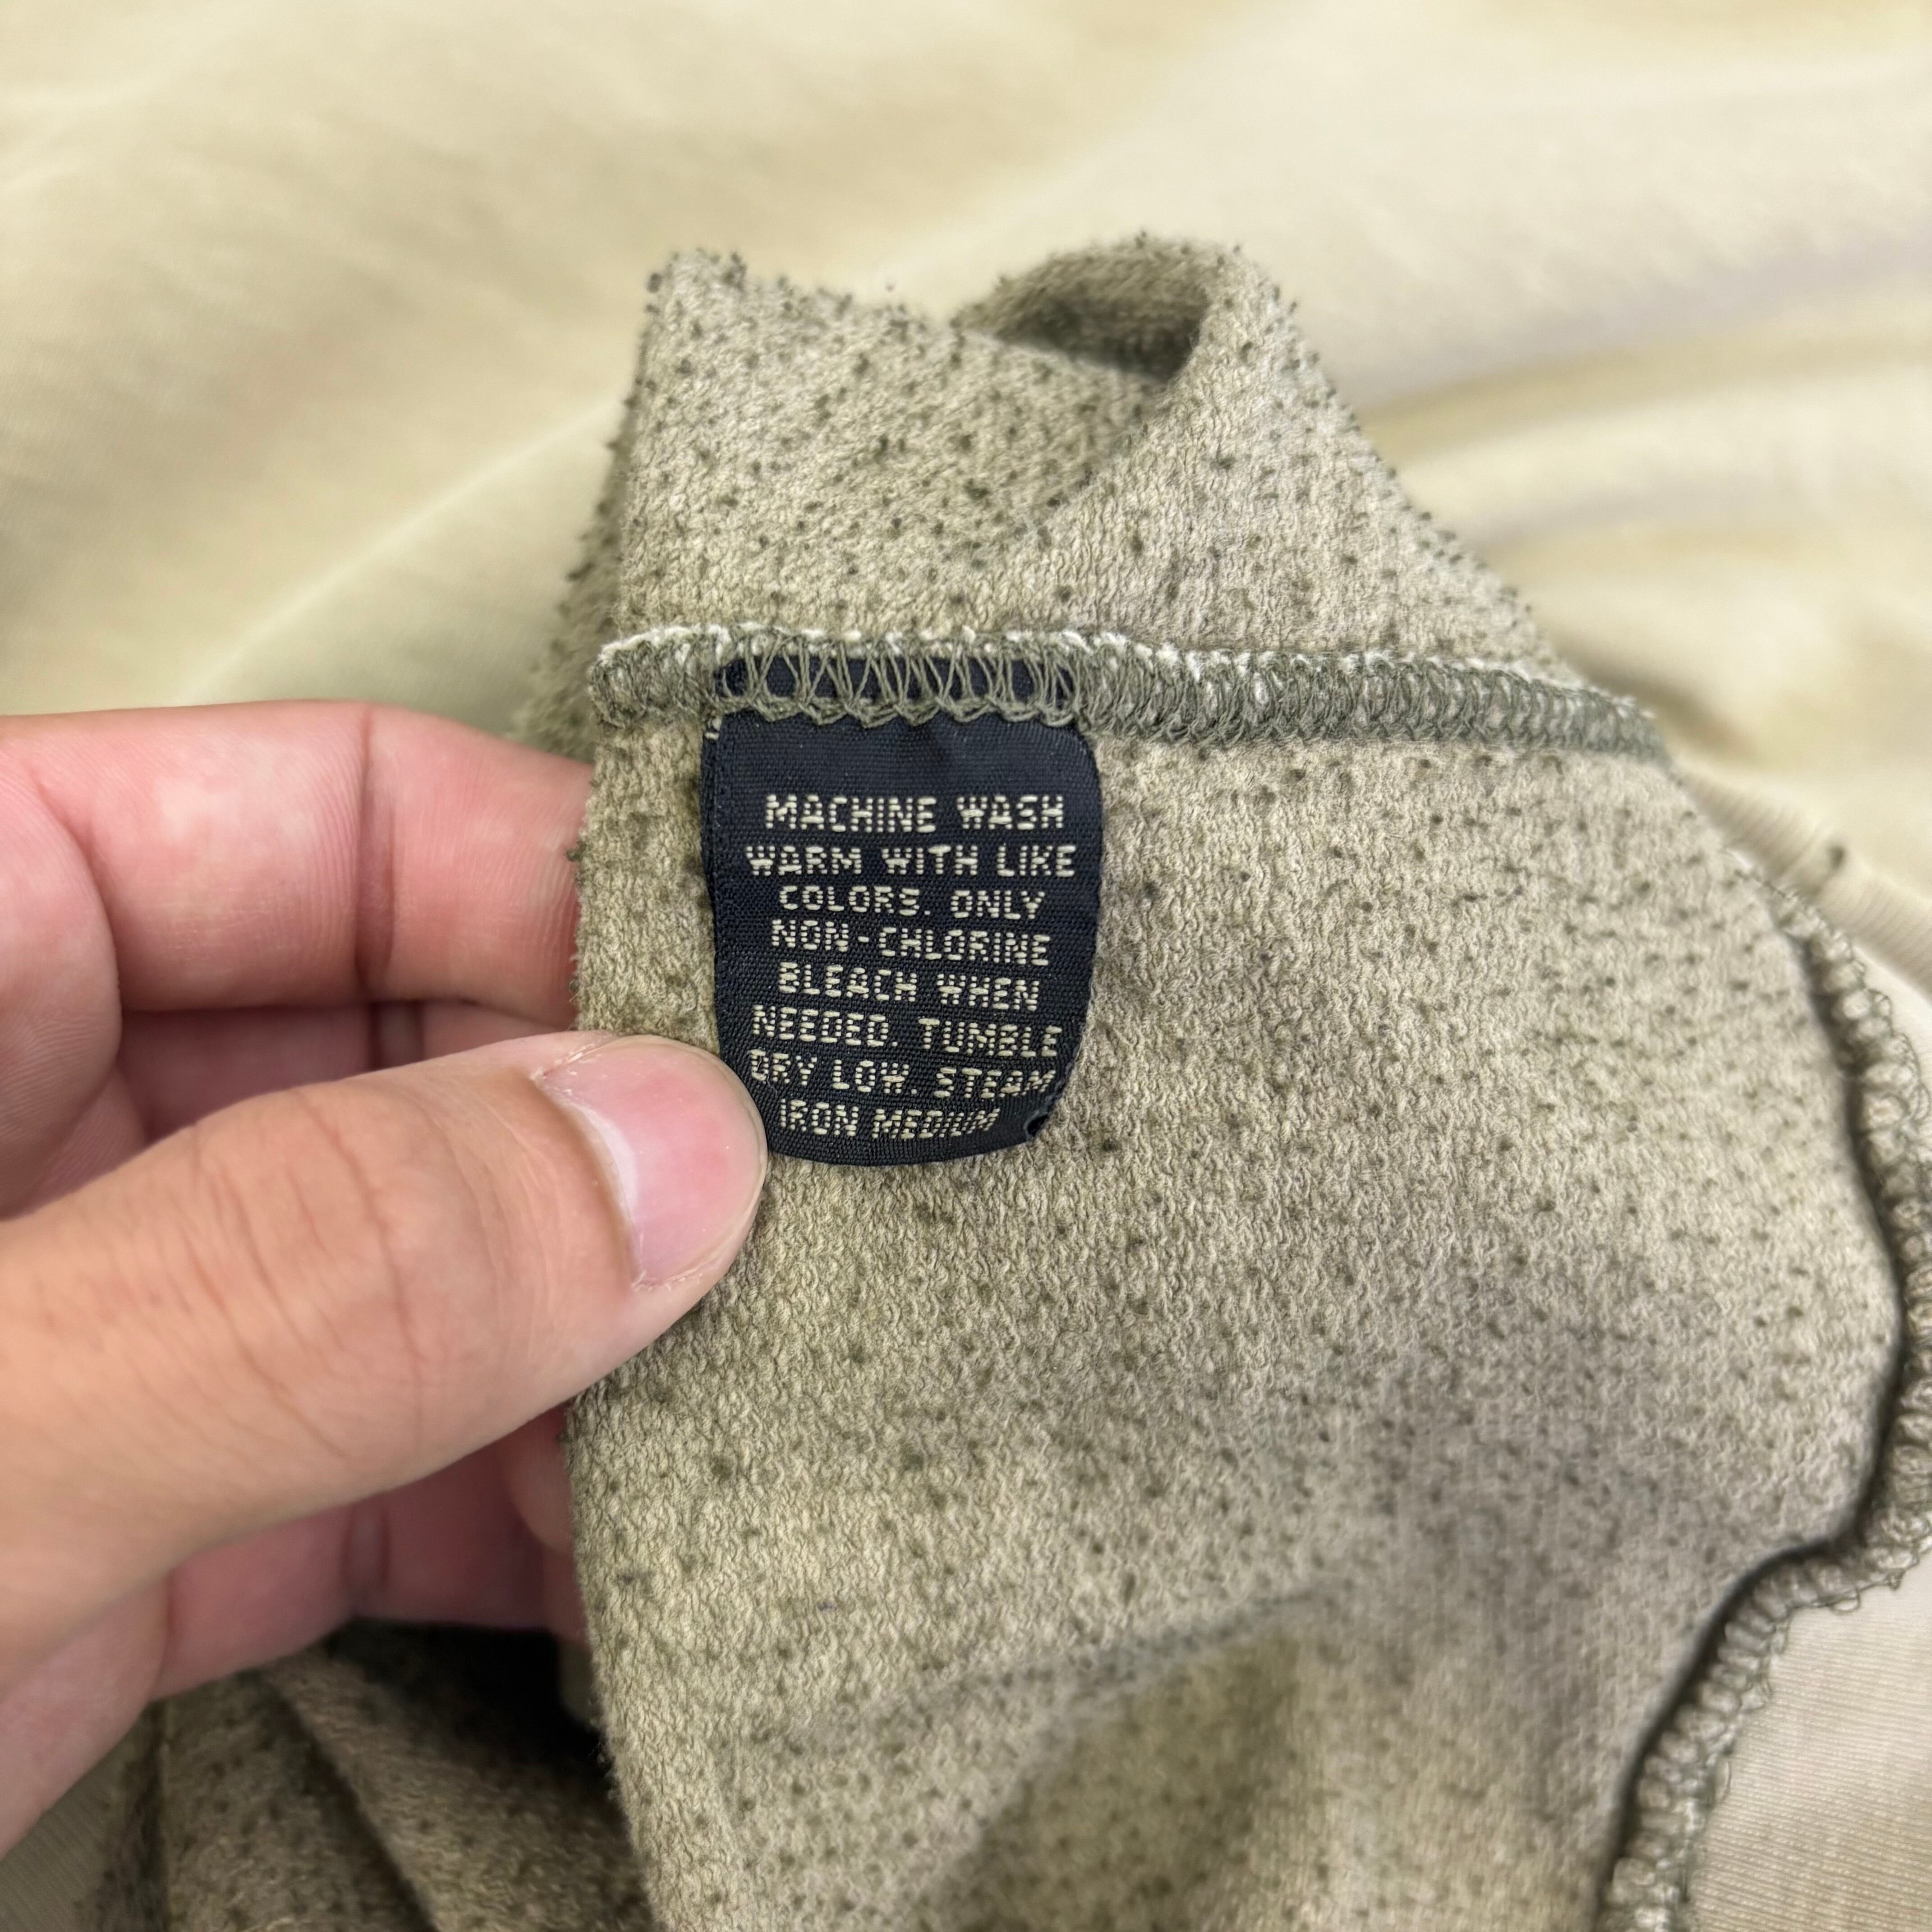 MACHINE WASH
WARM WITH LIKE
COLORS. ONLY
NON-CHLORINE
BLEACH WHEN
NEEDED. TUMBLE
DRY LOW. STEAM
IRON MEDIUM